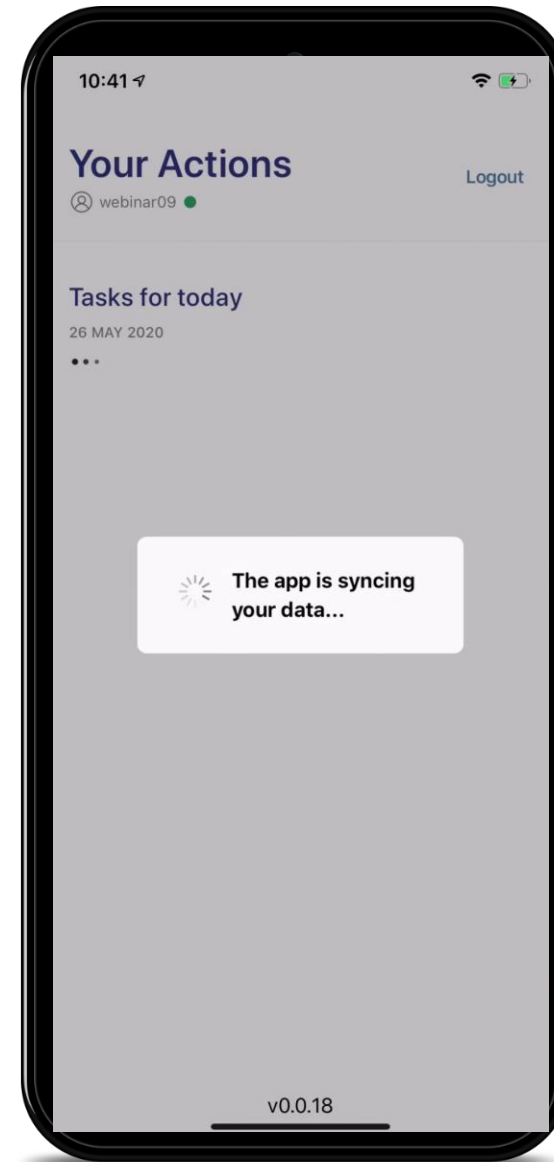 10:41
Your Actions
Logout
webinar09
Tasks for today
26 MAY 2020
The app is syncing
your data...
v0.0.18